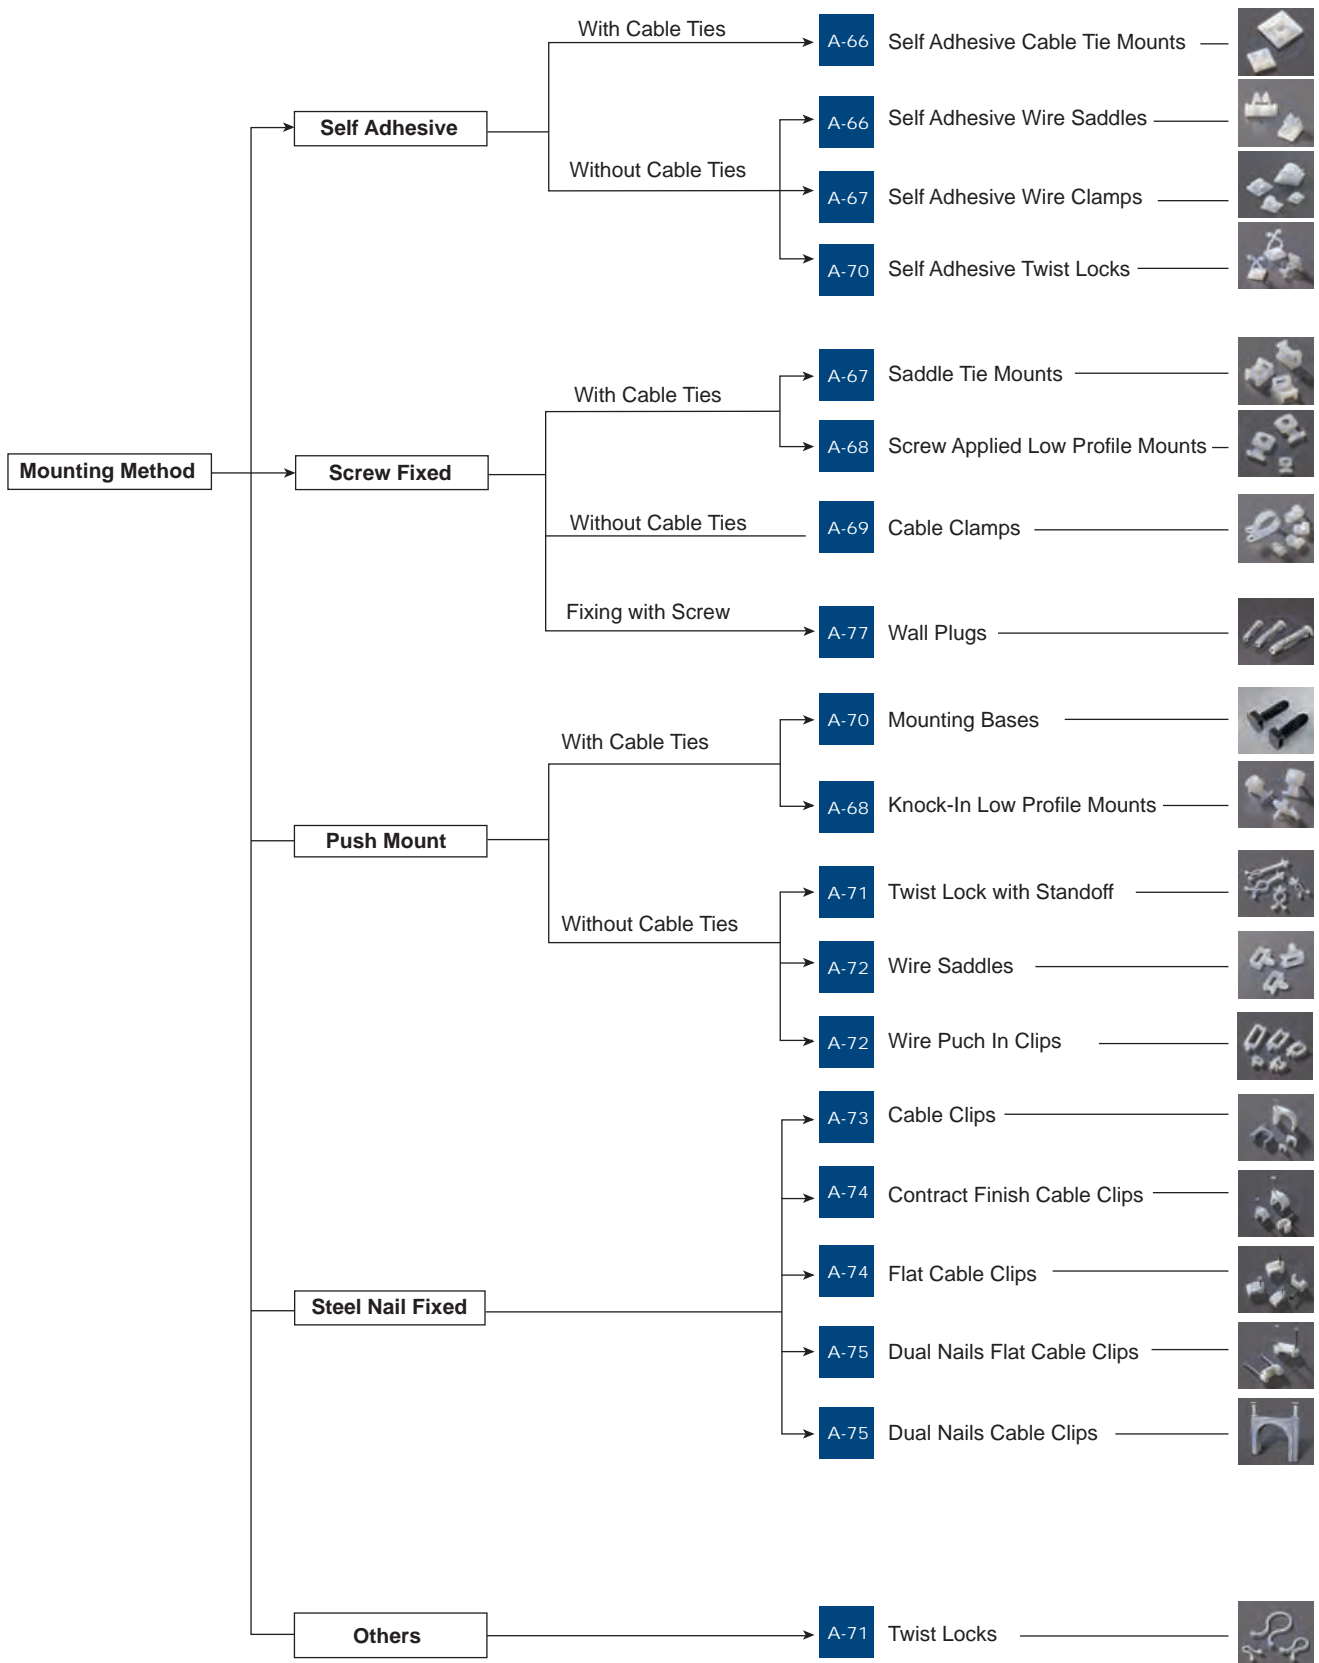 With Cable Ties
A-66 Self Adhesive Cable Tie Mounts
Self Adhesive
A-66 Self Adhesive Wire Saddles
Without Cable Ties
A-67 Self Adhesive Wire Clamps
A-70 Self Adhesive Twist Locks
A-67 Saddle Tie Mounts
With Cable Ties
A-68 Screw Applied Low Profile Mounts
Mounting Method
Screw Fixed
Without Cable Ties
A-69 Cable Clamps
Fixing with Screw
A-77 Wall Plugs
A-70 Mounting Bases
With Cable Ties
A-68 Knock-In Low Profile Mounts
Push Mount
A-71 Twist Lock with Standoff
Without Cable Ties
A-72 Wire Saddles
A-72 Wire Puch In Clips
A-73 Cable Clips
A-74 Contract Finish Cable Clips
A-74 Flat Cable Clips
Steel Nail Fixed
A-75 Dual Nails Flat Cable Clips
A-75 Dual Nails Cable Clips
Others
A-71 Twist Locks